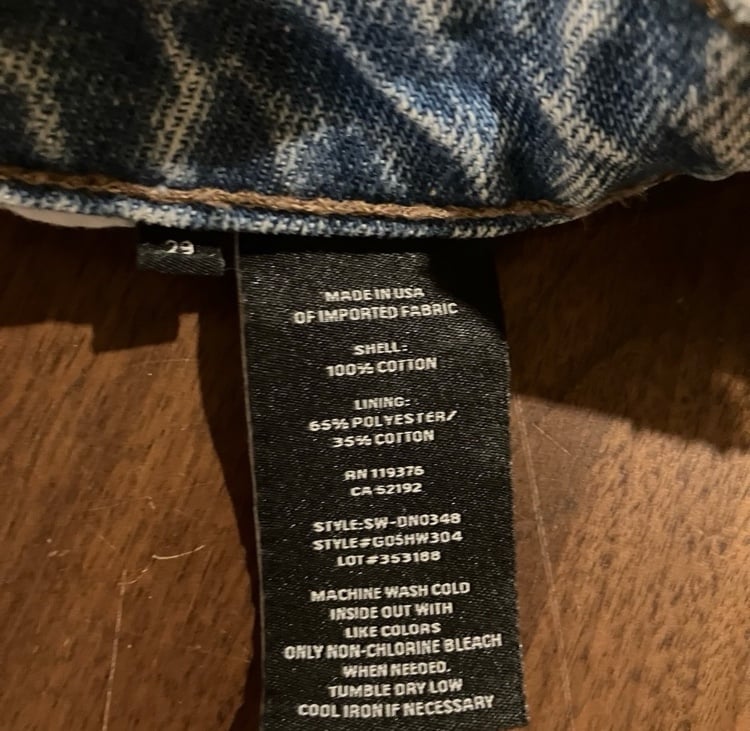 29
MADE IN USA
OF IMPORTED FABRIC
SHELL:
100% COTTON
LINING:
65% POLYESTER/
35% COTTON
RN 119376
CA 52192
STYLE:SW-DN0348
STYLE#G05HW304
LOT#353188
MACHINE WASH COLD
INSIDE OUT WITH
LIKE COLORS
ONLY NON-CHLORINE BLEACH
WHEN NEEDED.
TUMBLE DRY LOW
COOL IRON IF NECESSARY